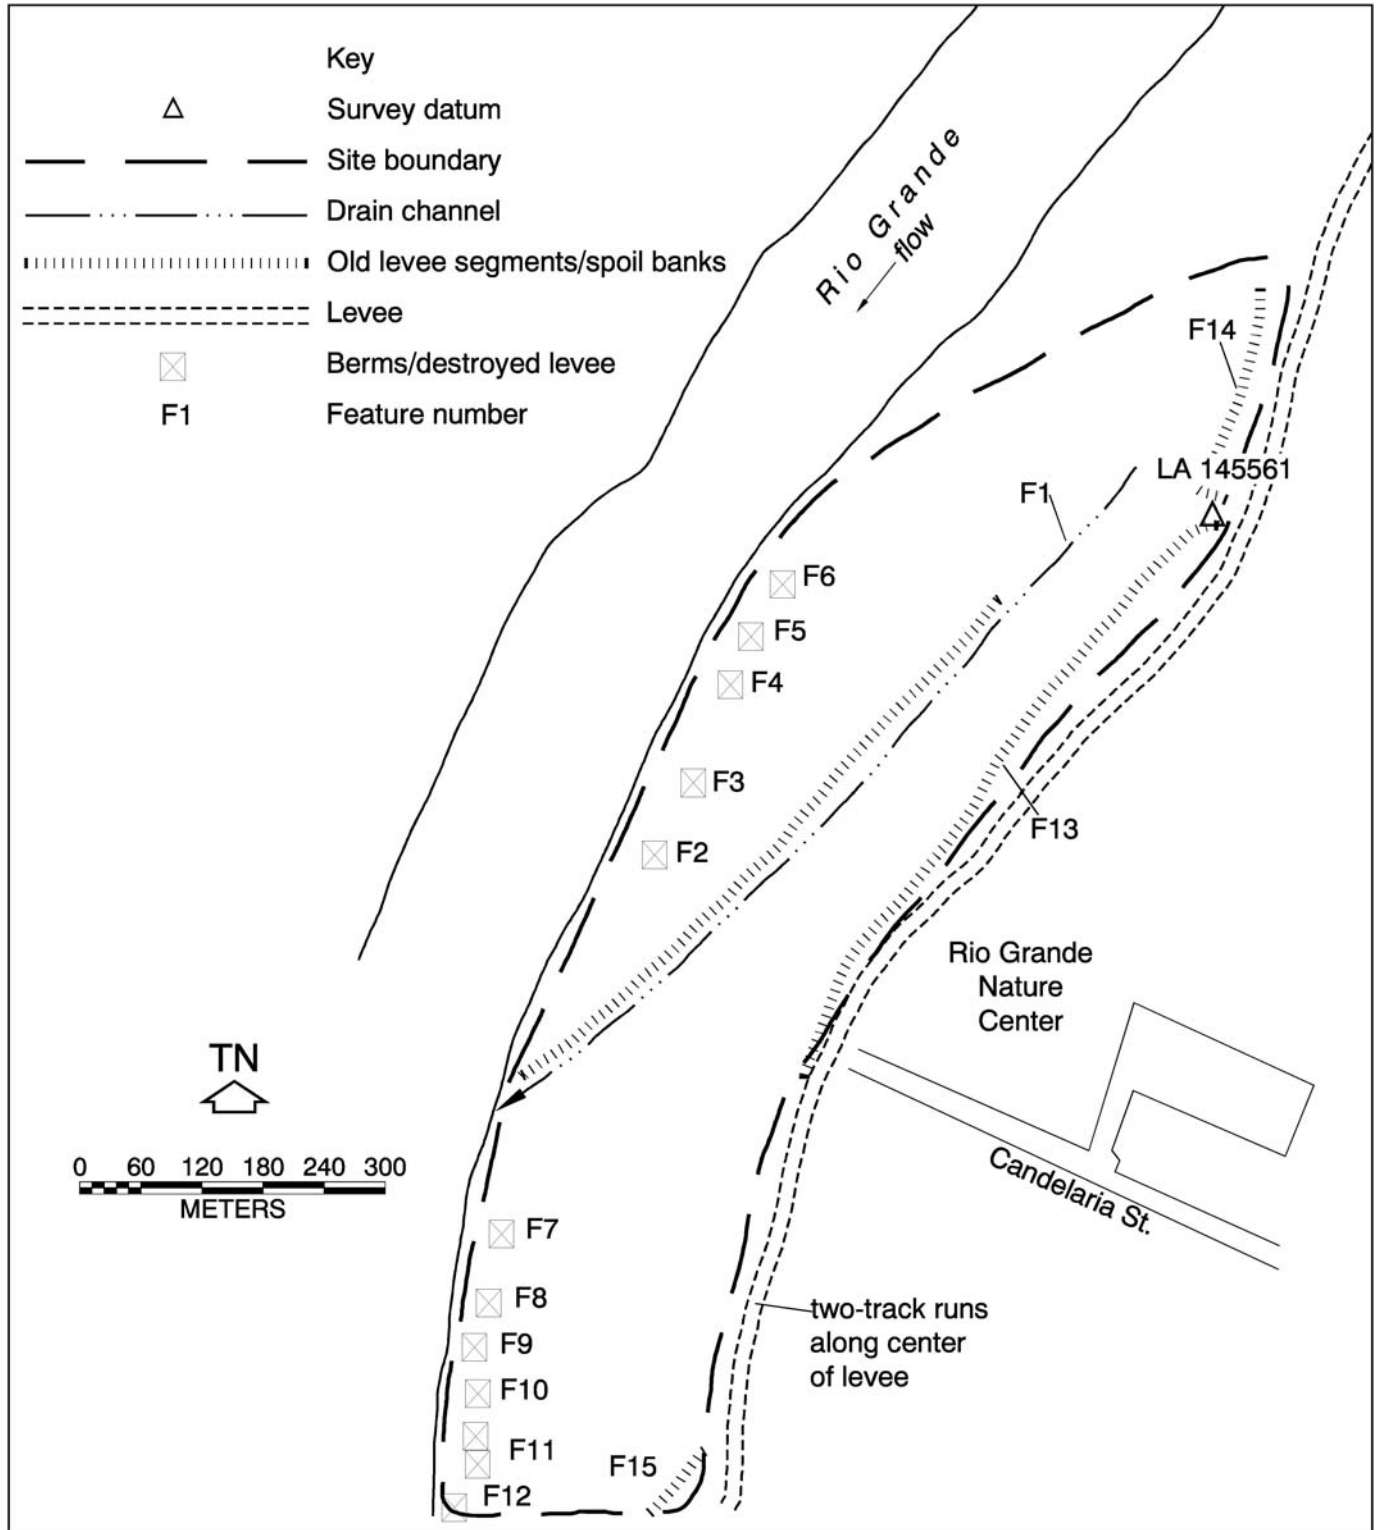 Key
Survey datum
Site boundary
Drain channel
Old levee segments/spoil banks
Levee
Berms/destroyed levee
F1 Feature number
Rio Grande
flow
F14
LA 145561
F1
F6
F5
F4
F3
F2
F13
Rio Grande
Nature
Center
Candelaria St.
TN
0 60 120 180 240 300
METERS
F7
F8
F9
F10
F11
F12
F15
two-track runs
along center
of levee